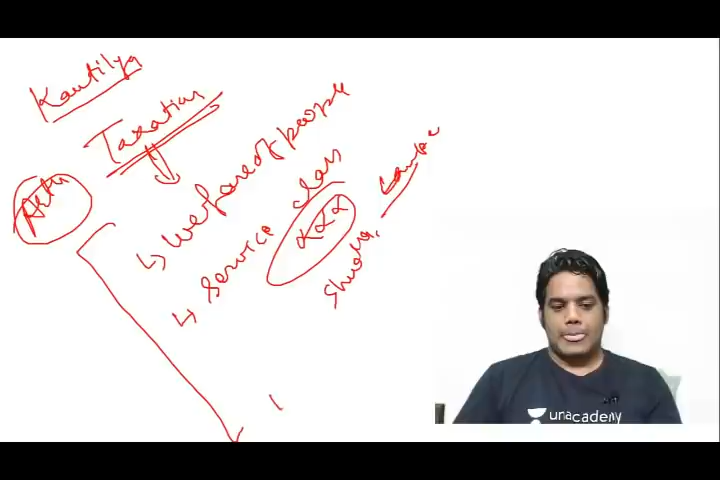 Kautilya
Taxation
Artha
↳ Welfare of people
↳ Service class
Shudra,
unacademy